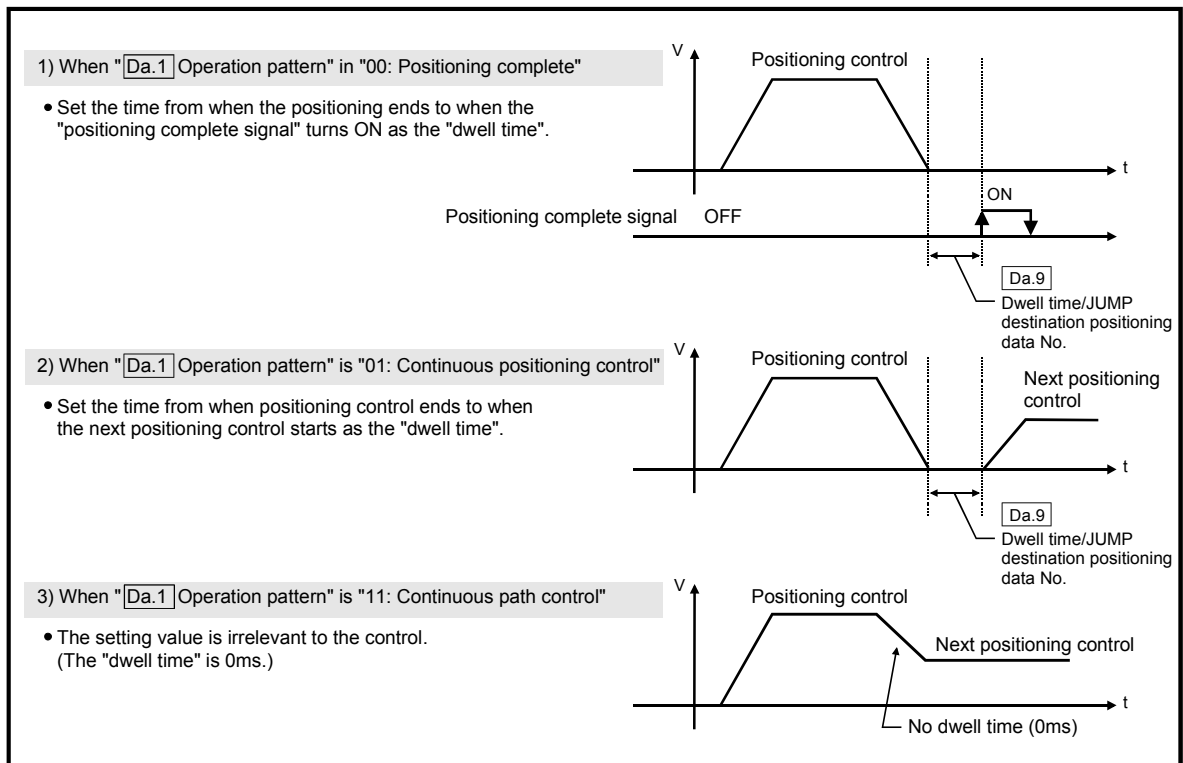 1) When "Da.1 Operation pattern" in "00: Positioning complete"
• Set the time from when the positioning ends to when the
"positioning complete signal" turns ON as the "dwell time".
V
Positioning control
t
ON
Positioning complete signal OFF
Da.9
Dwell time/JUMP
destination positioning
data No.
2) When "Da.1 Operation pattern" is "01: Continuous positioning control"
• Set the time from when positioning control ends to when
the next positioning control starts as the "dwell time".
V
Positioning control
Next positioning
control
t
Da.9
Dwell time/JUMP
destination positioning
data No.
3) When "Da.1 Operation pattern" is "11: Continuous path control"
• The setting value is irrelevant to the control.
(The "dwell time" is 0ms.)
V
Positioning control
Next positioning control
t
No dwell time (0ms)